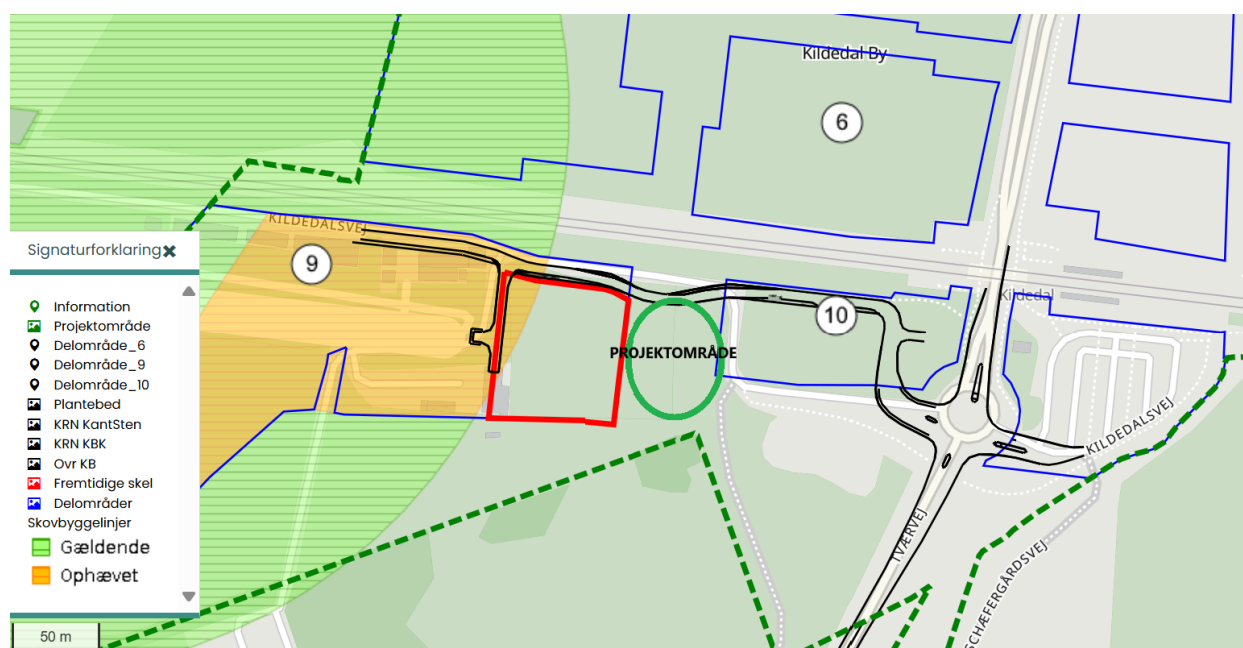 Kildedal By
6
KILDEDALSVEJ
9
Signaturforklaring
Information
Projektområde
Delområde_6
Delområde_9
Delområde_10
Plantebed
KRN KantSten
KRN KBK
Ovr KB
Fremtidige skel
Delområder
Skovbyggelinjer
Gældende
Ophævet
50 m
Kildedal
10
PROJEKTOMRÅDE
KILDEDALSVEJ
TVÆRVEJ
SCHÆFERGÅRDSVEJ